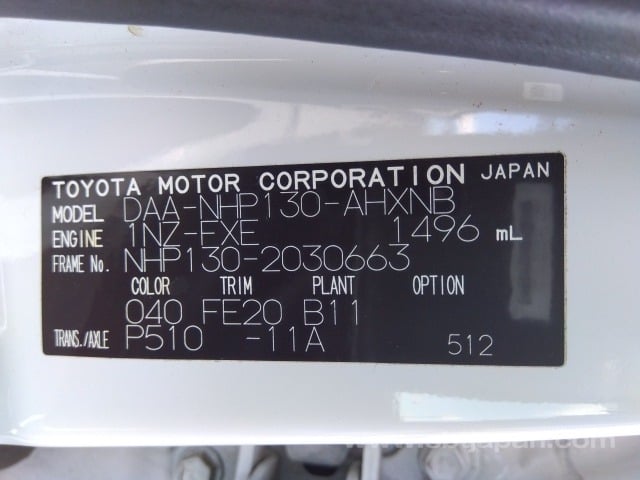 TOYOTA MOTOR CORPORATION JAPAN
MODEL DAA-NHP130-AHXNB
ENGINE 1NZ-EXE 1496 mL
FRAME No. NHP130-2030663
COLOR TRIM PLANT OPTION
040 FE20 B11
TRANS./AXLE P510 -11A 512